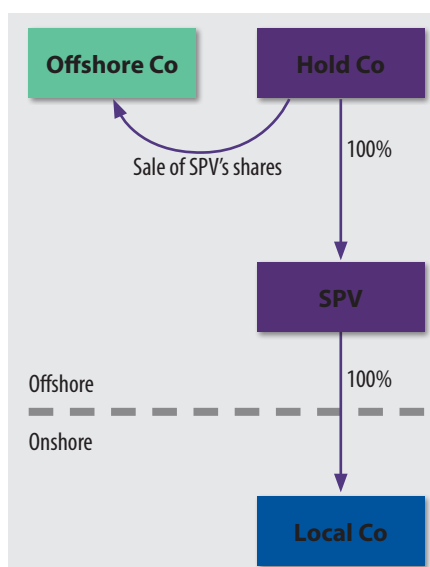 Offshore Co
Hold Co
Sale of SPV’s shares
100%
SPV
Offshore
100%
Onshore
Local Co